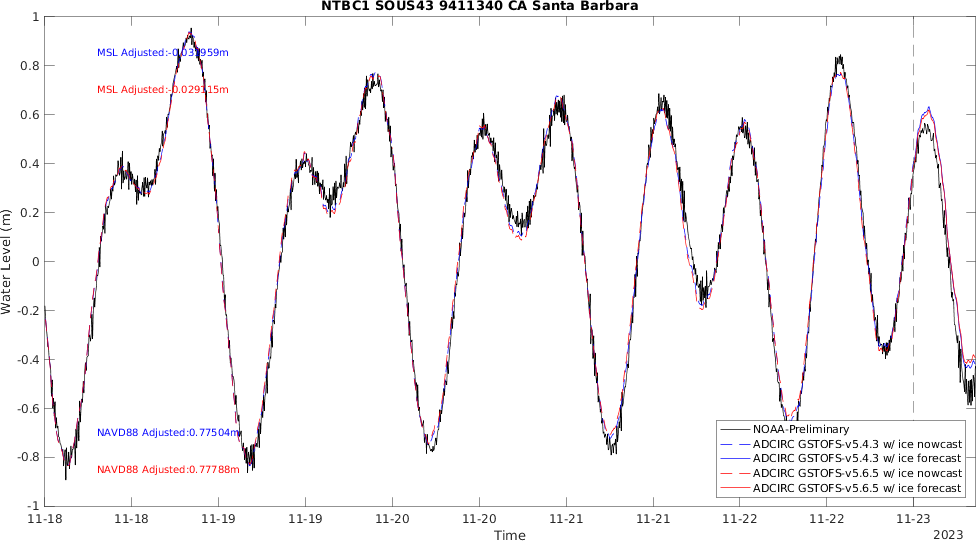 NTBC1 SOUS43 9411340 CA Santa Barbara
1
0.8
0.6
0.4
0.2
0
-0.2
-0.4
-0.6
-0.8
-1
Water Level (m)
MSL Adjusted:-0.031959m
MSL Adjusted:-0.029115m
NAVD88 Adjusted:0.77504m
NAVD88 Adjusted:0.77788m
NOAA-Preliminary
ADCIRC GSTOFS-v5.4.3 w/ ice nowcast
ADCIRC GSTOFS-v5.4.3 w/ ice forecast
ADCIRC GSTOFS-v5.6.5 w/ ice nowcast
ADCIRC GSTOFS-v5.6.5 w/ ice forecast
11-18 11-18 11-19 11-19 11-20 11-20 11-21 11-21 11-22 11-22 11-23
Time
2023